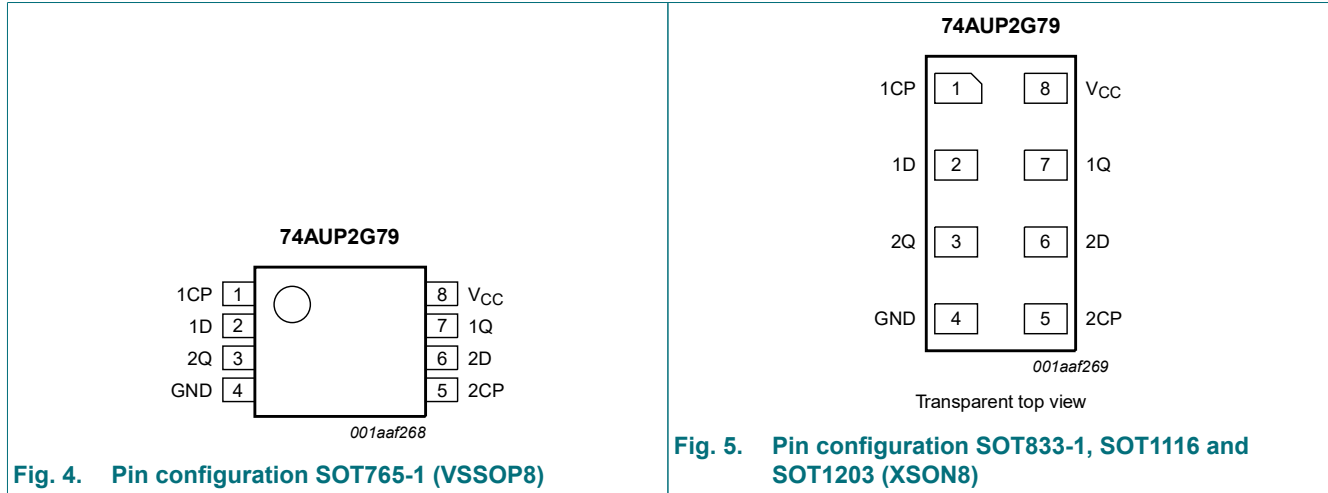 74AUP2G79
1CP 1 8 VCC
1D 2 7 1Q
2Q 3 6 2D
GND 4 5 2CP
001aaf268
Fig. 4. Pin configuration SOT765-1 (VSSOP8)
74AUP2G79
1CP 1 8 VCC
1D 2 7 1Q
2Q 3 6 2D
GND 4 5 2CP
001aaf269
Transparent top view
Fig. 5. Pin configuration SOT833-1, SOT1116 and
SOT1203 (XSON8)